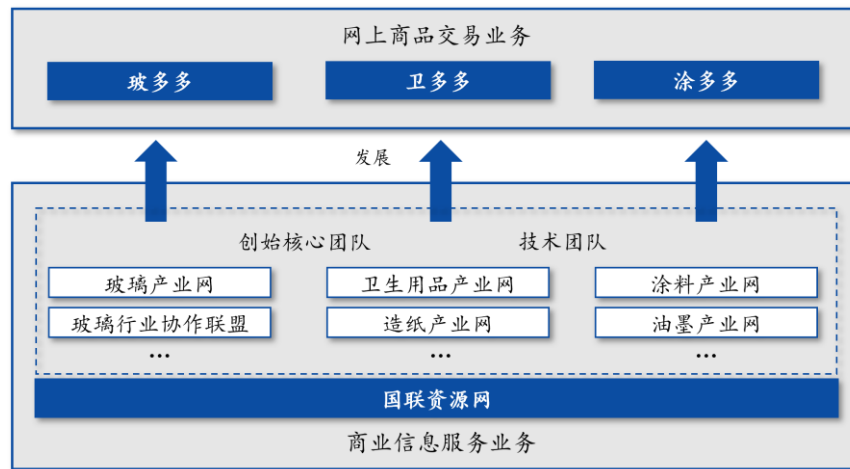 网上商品交易业务
玻多多 卫多多 涂多多
发展
创始核心团队 技术团队
玻璃产业网 卫生用品产业网 涂料产业网
玻璃行业协作联盟 造纸产业网 油墨产业网
... ... ...
国联资源网
商业信息服务业务